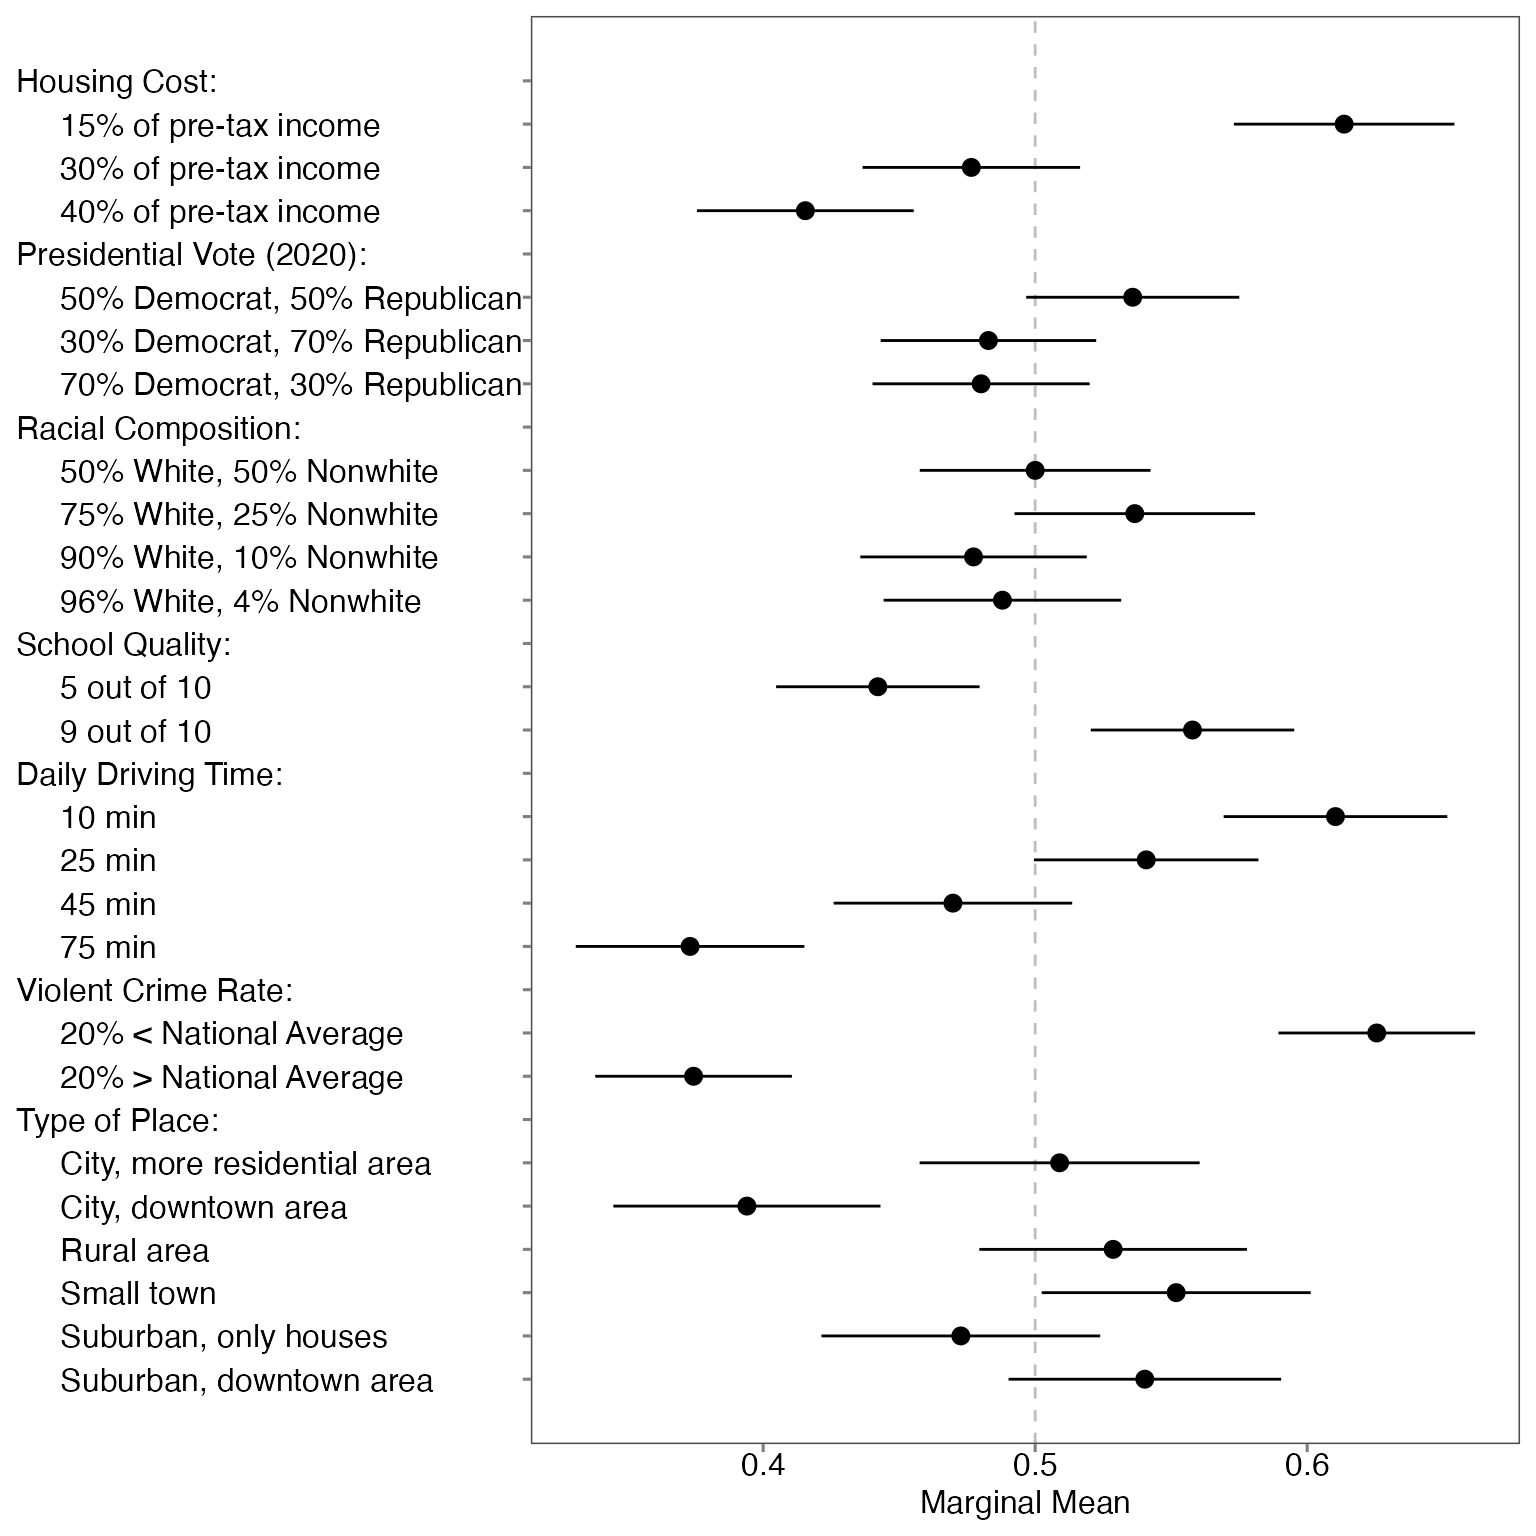 Housing Cost:
15% of pre-tax income
30% of pre-tax income
40% of pre-tax income
Presidential Vote (2020):
50% Democrat, 50% Republican
30% Democrat, 70% Republican
70% Democrat, 30% Republican
Racial Composition:
50% White, 50% Nonwhite
75% White, 25% Nonwhite
90% White, 10% Nonwhite
96% White, 4% Nonwhite
School Quality:
5 out of 10
9 out of 10
Daily Driving Time:
10 min
25 min
45 min
75 min
Violent Crime Rate:
20% < National Average
20% > National Average
Type of Place:
City, more residential area
City, downtown area
Rural area
Small town
Suburban, only houses
Suburban, downtown area
0.4 0.5 0.6
Marginal Mean